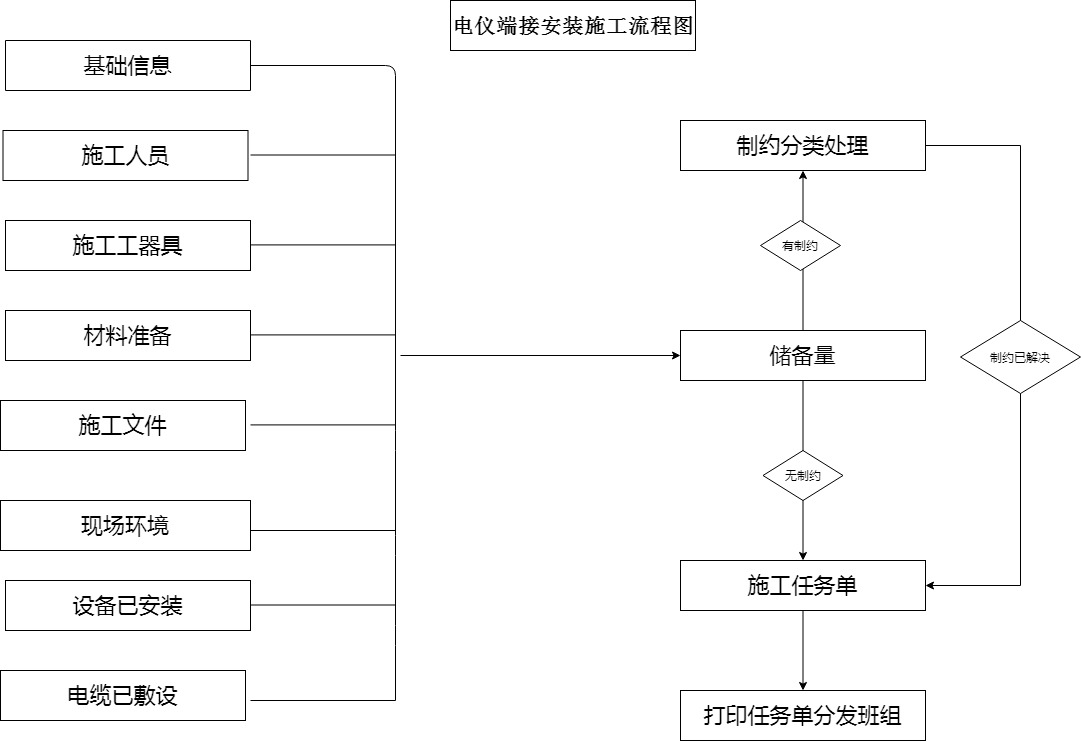 电仪端接安装施工流程图
基础信息
施工人员
施工工器具
材料准备
施工文件
现场环境
设备已安装
电缆已敷设
制约分类处理
有制约
储备量
制约已解决
无制约
施工任务单
打印任务单分发班组